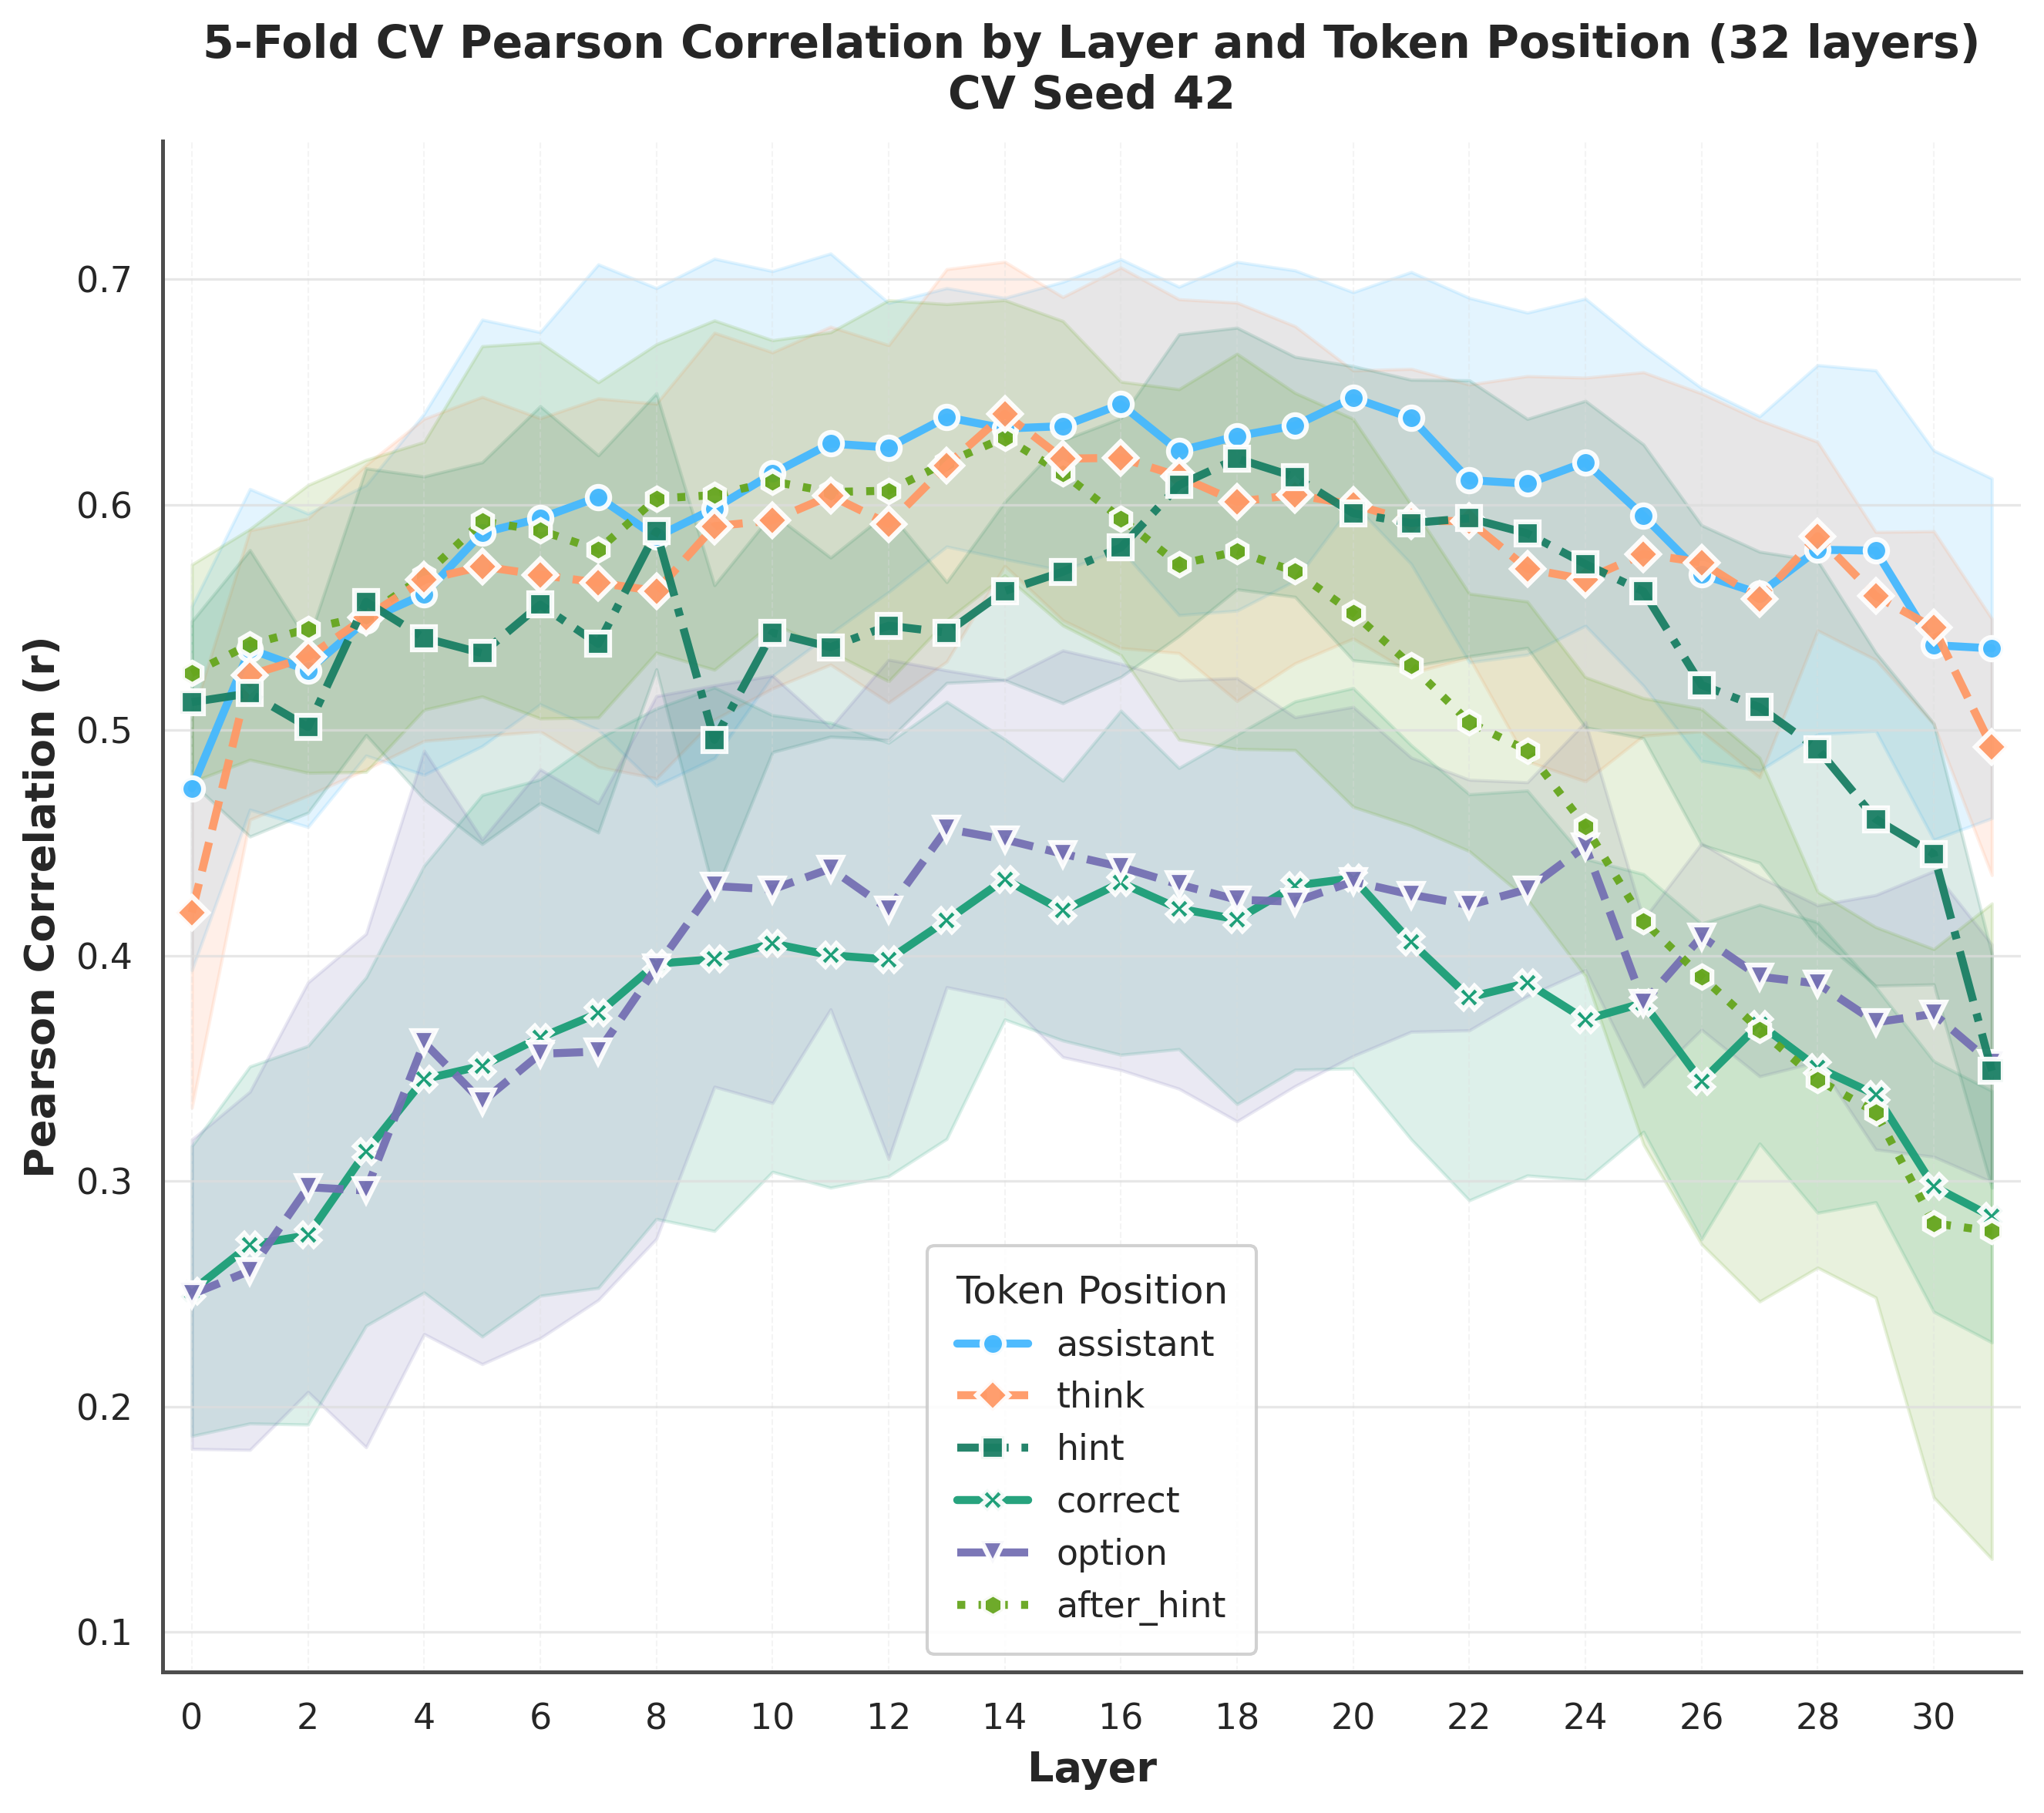 5-Fold CV Pearson Correlation by Layer and Token Position (32 layers)
CV Seed 42
Pearson Correlation (r)
0.7
0.6
0.5
0.4
0.3
0.2
0.1
Token Position
assistant
think
hint
correct
option
after_hint
0 2 4 6 8 10 12 14 16 18 20 22 24 26 28 30
Layer